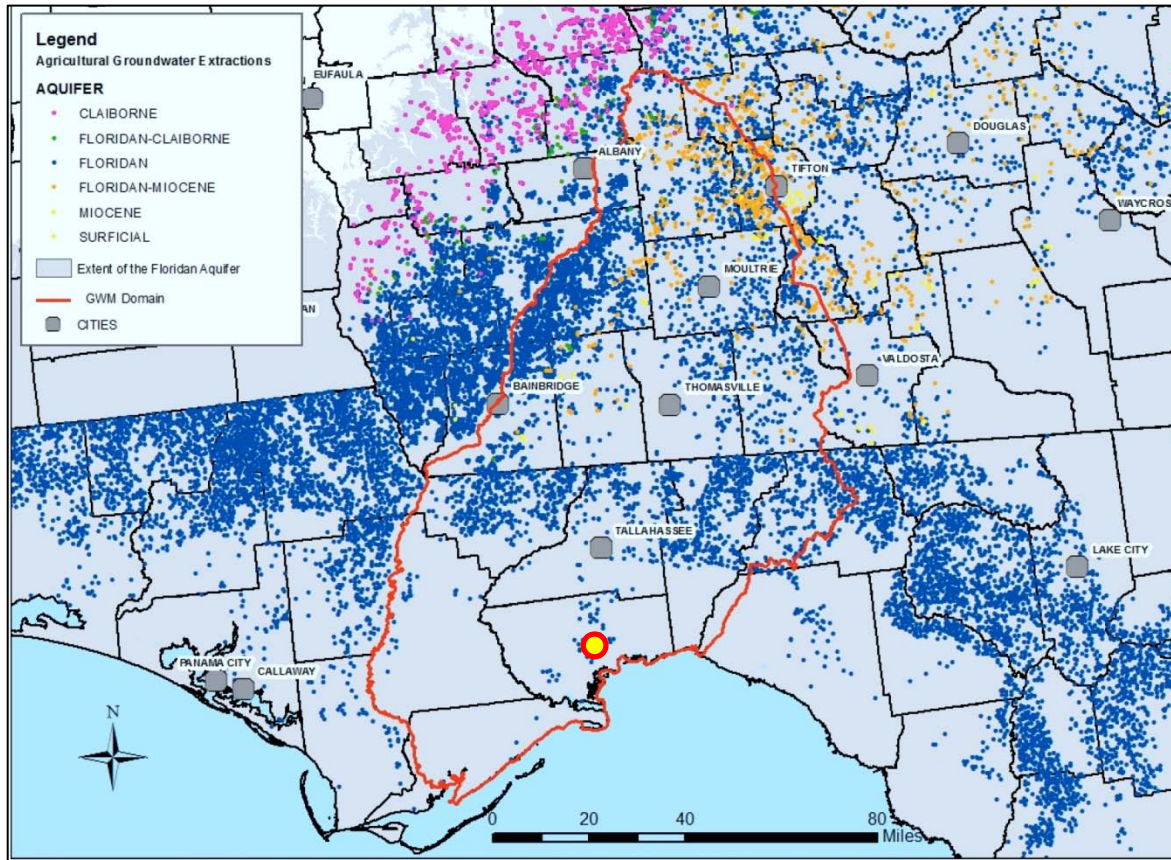 Legend
Agricultural Groundwater Extractions
AQUIFER
CLAIBORNE
FLORIDAN-CLAIBORNE
FLORIDAN
FLORIDAN-MIOCENE
MIOCENE
SURFICIAL
Extent of the Floridan Aquifer
GWM Domain
CITIES
EUFAULA
ALBANY
DOUGLAS
TIFTON
WAYCROS
MOULTRIE
AN
VALDOSTA
BAINBRIDGE
THOMASVILLE
TALLAHASSEE
LAKE CITY
PANAMA CITY
CALLAWAY
N
0 20 40 80
Miles